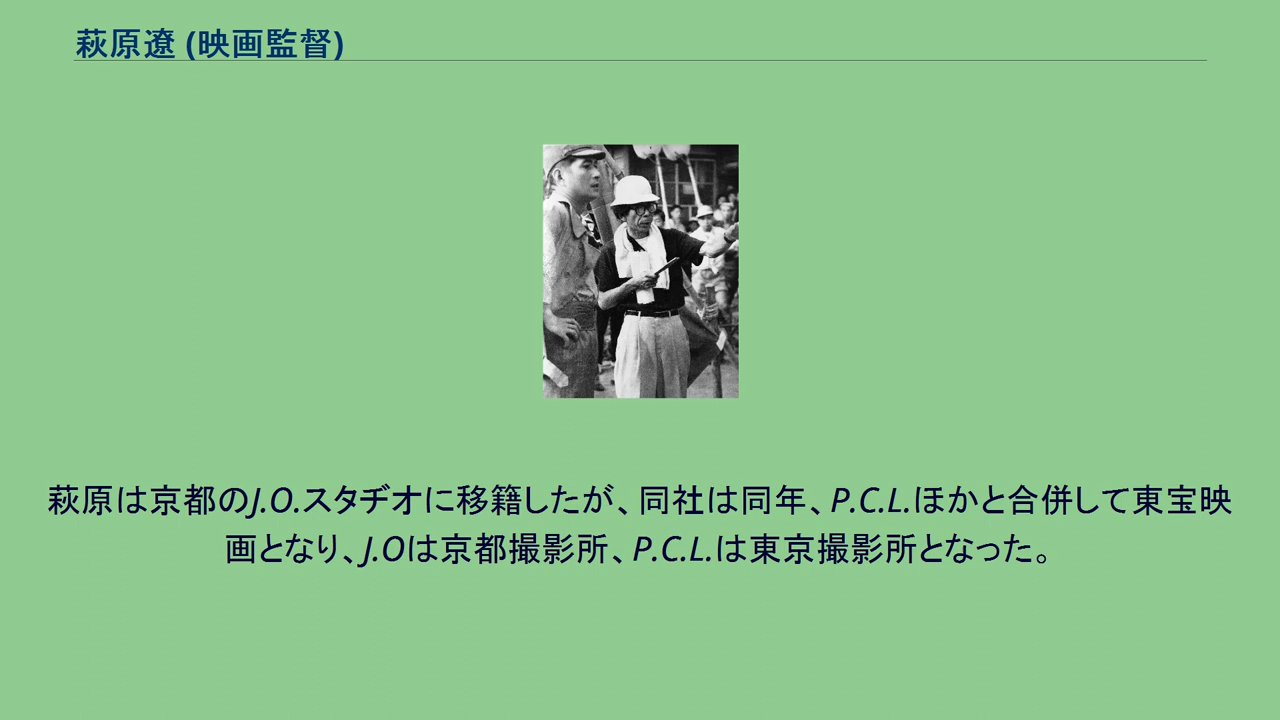 萩原遼 (映画監督)
萩原は京都のJ.O.スタヂオに移籍したが、同社は同年、P.C.L.ほかと合併して東宝映
画となり、J.Oは京都撮影所、P.C.L.は東京撮影所となった。